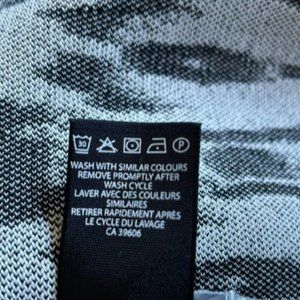 30 P
WASH WITH SIMILAR COLOURS
REMOVE PROMPTLY AFTER
WASH CYCLE
LAVER AVEC DES COULEURS
SIMILAIRES
RETIRER RAPIDEMENT APRÈS
LE CYCLE DU LAVAGE
CA 39606